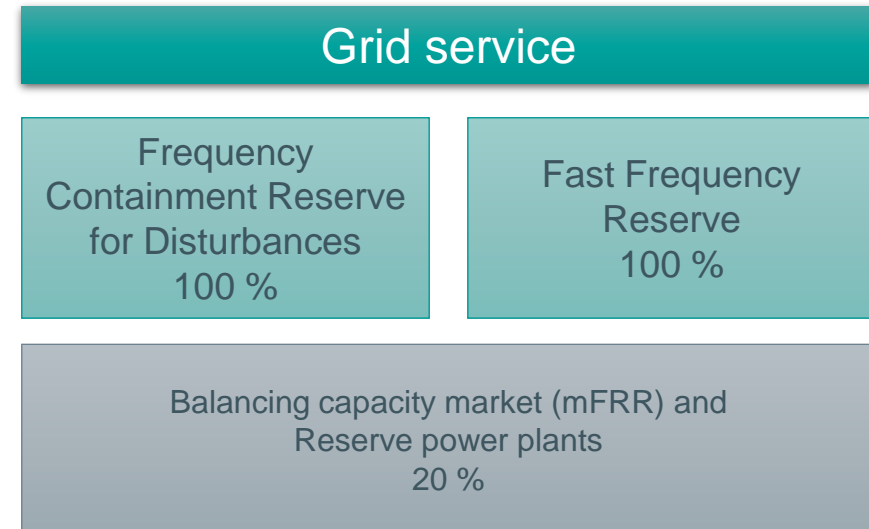 Grid service
Frequency
Containment Reserve
for Disturbances
100 %
Fast Frequency
Reserve
100 %
Balancing capacity market (mFRR) and
Reserve power plants
20 %